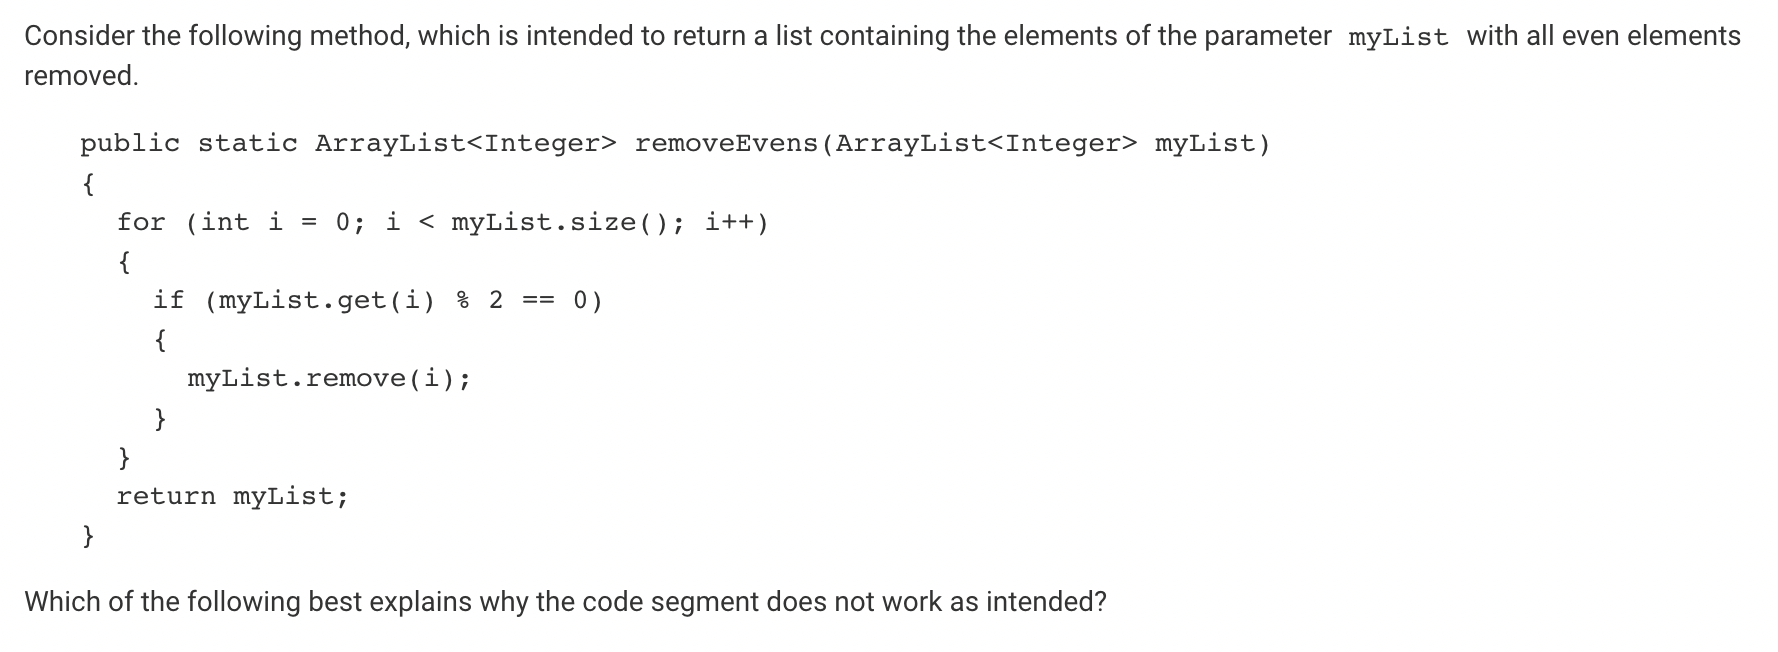 Consider the following method, which is intended to return a list containing the elements of the parameter myList with all even elements
removed.
public static ArrayList<Integer> removeEvens(ArrayList<Integer> myList)
{
for (int i = 0; i < myList.size(); i++)
{
if (myList.get(i) % 2 == 0)
{
myList.remove(i);
}
}
return myList;
}
Which of the following best explains why the code segment does not work as intended?